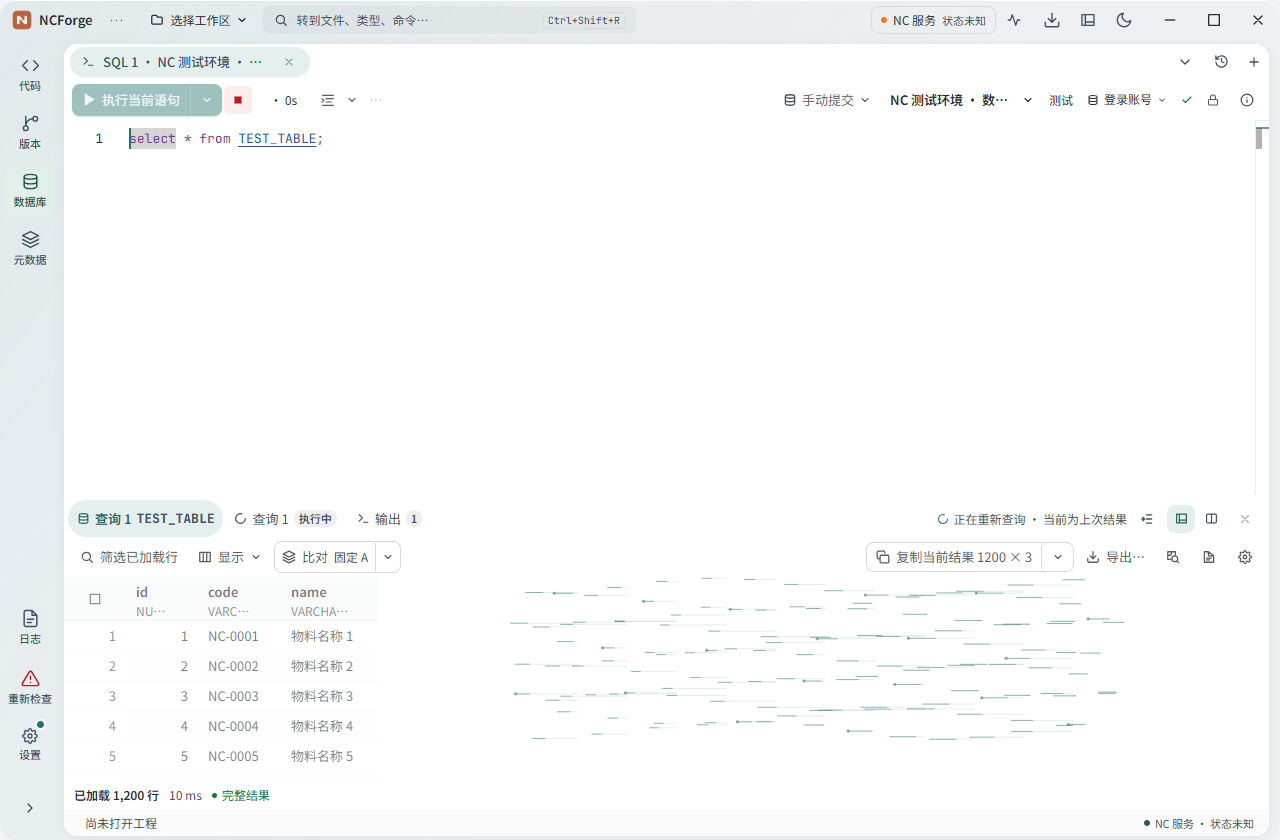 NCForge ··· 选择工作区 转到文件、类型、命令··· Ctrl+Shift+R NC 服务 状态未知
代码
版本
数据库
元数据
日志
重新检查
设置
SQL 1 • NC 测试环境 • ···
执行当前语句 • 0s ··· 手动提交 NC 测试环境 • 数··· 测试 登录账号
1 select * from TEST_TABLE;
查询 1 TEST_TABLE 查询 1 执行中 输出 1 正在重新查询 • 当前为上次结果
筛选已加载行 显示 比对 固定 A 复制当前结果 1200 × 3 导出···
id code name
NU··· VARC··· VARCHA···
1 1 NC-0001 物料名称 1
2 2 NC-0002 物料名称 2
3 3 NC-0003 物料名称 3
4 4 NC-0004 物料名称 4
5 5 NC-0005 物料名称 5
已加载 1,200 行 10 ms • 完整结果
尚未打开工程 NC 服务 • 状态未知